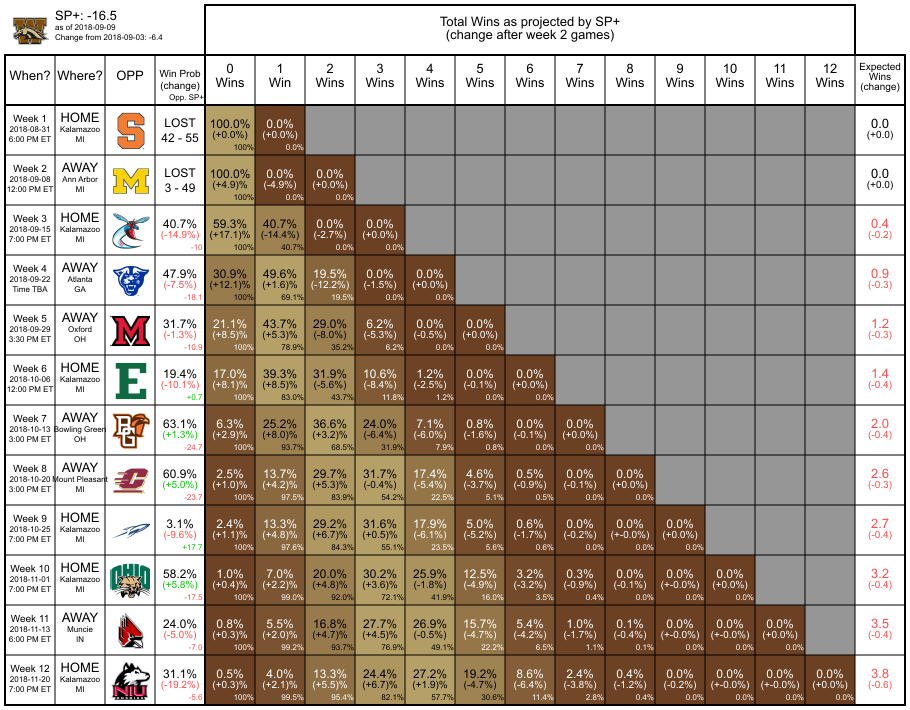 SP+: -16.5
as of 2018-09-09
Change from 2018-09-03: -6.4
Total Wins as projected by SP+
(change after week 2 games)
When? Where? OPP Win Prob (change) Opp. SP+ 0 Wins 1 Win 2 Wins 3 Wins 4 Wins 5 Wins 6 Wins 7 Wins 8 Wins 9 Wins 10 Wins 11 Wins 12 Wins Expected Wins (change)
Week 1 HOME S LOST 100.0% 0.0% 0.0
2018-08-31 Kalamazoo 42 - 55 (+0.0%) (+0.0%) (+0.0)
6:00 PM ET MI 100% 0.0%
Week 2 AWAY M LOST 100.0% 0.0% 0.0% 0.0
2018-09-08 Ann Arbor 3 - 49 (+4.9%) (-4.9%) (+0.0%) (+0.0)
12:00 PM ET MI 100% 0.0% 0.0%
Week 3 HOME 40.7% 59.3% 40.7% 0.0% 0.0% 0.4
2018-09-15 Kalamazoo (-14.9%) (+17.1%) (-14.4%) (-2.7%) (+0.0%) (-0.2)
7:00 PM ET MI -10 100% 40.7% 0.0% 0.0%
Week 4 AWAY 47.9% 30.9% 49.6% 19.5% 0.0% 0.0% 0.9
2018-09-22 Atlanta (-7.5%) (+12.1%) (+1.6%) (-12.2%) (-1.5%) (+0.0%) (-0.3)
Time TBA GA -18.1 100% 69.1% 19.5% 0.0% 0.0%
Week 5 AWAY M 31.7% 21.1% 43.7% 29.0% 6.2% 0.0% 0.0% 1.2
2018-09-29 Oxford (-1.3%) (+8.5%) (+5.3%) (-8.0%) (-5.3%) (-0.5%) (+0.0%) (-0.3)
3:30 PM ET OH -10.9 100% 78.9% 35.2% 6.2% 0.0% 0.0%
Week 6 HOME E 19.4% 17.0% 39.3% 31.9% 10.6% 1.2% 0.0% 0.0% 1.4
2018-10-06 Kalamazoo (-10.1%) (+8.1%) (+8.5%) (-5.6%) (-8.4%) (-2.5%) (-0.1%) (+0.0%) (-0.4)
12:00 PM ET MI +0.7 100% 83.0% 43.7% 11.8% 1.2% 0.0% 0.0%
Week 7 AWAY BG 63.1% 6.3% 25.2% 36.6% 24.0% 7.1% 0.8% 0.0% 0.0% 2.0
2018-10-13 Bowling Green (+1.3%) (+2.9%) (+8.0%) (+3.2%) (-6.4%) (-6.0%) (-1.6%) (-0.1%) (+0.0%) (-0.4)
3:00 PM ET OH -24.7 100% 93.7% 68.5% 31.9% 7.9% 0.8% 0.0% 0.0%
Week 8 AWAY C 60.9% 2.5% 13.7% 29.7% 31.7% 17.4% 4.6% 0.5% 0.0% 0.0% 2.6
2018-10-20 Mount Pleasant (+5.0%) (+1.0%) (+4.2%) (+5.3%) (-0.4%) (-5.4%) (-3.7%) (-0.9%) (-0.1%) (+0.0%) (-0.3)
3:00 PM ET MI -23.7 100% 97.5% 83.9% 54.2% 22.5% 5.1% 0.5% 0.0% 0.0%
Week 9 HOME 3.1% 2.4% 13.3% 29.2% 31.6% 17.9% 5.0% 0.6% 0.0% 0.0% 0.0% 2.7
2018-10-25 Kalamazoo (-9.6%) (+1.1%) (+4.8%) (+6.7%) (+0.5%) (-6.1%) (-5.2%) (-1.7%) (-0.2%) (+-0.0%) (+0.0%) (-0.4)
7:00 PM ET MI +17.7 100% 97.6% 84.3% 55.1% 23.5% 5.6% 0.6% 0.0% 0.0% 0.0%
Week 10 HOME OHIO 58.2% 1.0% 7.0% 20.0% 30.2% 25.9% 12.5% 3.2% 0.3% 0.0% 0.0% 0.0% 3.2
2018-11-01 Kalamazoo (+5.8%) (+0.4%) (+2.2%) (+4.8%) (+3.6%) (-1.8%) (-4.9%) (-3.2%) (-0.9%) (-0.1%) (+-0.0%) (+0.0%) (-0.4)
7:00 PM ET MI -17.5 100% 99.0% 92.0% 72.1% 41.9% 16.0% 3.5% 0.4% 0.0% 0.0% 0.0%
Week 11 AWAY 24.0% 0.8% 5.5% 16.8% 27.7% 26.9% 15.7% 5.4% 1.0% 0.1% 0.0% 0.0% 0.0% 3.5
2018-11-13 Muncie (-5.0%) (+0.3%) (+2.0%) (+4.7%) (+4.5%) (-0.5%) (-4.7%) (-4.2%) (-1.7%) (-0.4%) (+-0.0%) (+-0.0%) (+0.0%) (-0.4)
6:00 PM ET IN -7.0 100% 99.2% 93.7% 76.9% 49.1% 22.2% 6.5% 1.1% 0.1% 0.0% 0.0% 0.0%
Week 12 HOME NIU 31.1% 0.5% 4.0% 13.3% 24.4% 27.2% 19.2% 8.6% 2.4% 0.4% 0.0% 0.0% 0.0% 0.0% 3.8
2018-11-20 Kalamazoo (-19.2%) (+0.3%) (+2.1%) (+5.5%) (+6.7%) (+1.9%) (-4.7%) (-6.4%) (-3.8%) (-1.2%) (-0.2%) (+-0.0%) (+-0.0%) (+0.0%) (-0.6)
7:00 PM ET MI -5.6 100% 99.5% 95.4% 82.1% 57.7% 30.6% 11.4% 2.8% 0.4% 0.0% 0.0% 0.0% 0.0%